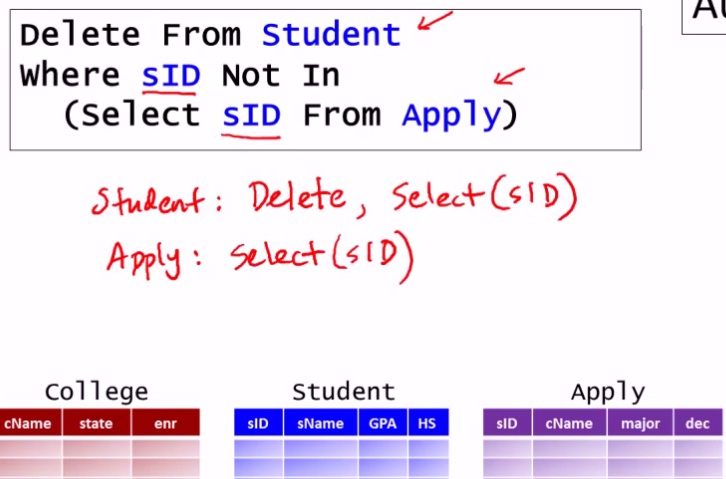 Delete From Student
Where sID Not In
(Select sID From Apply)
Student: Delete, Select(sID)
Apply: Select(sID)
College Student Apply
cName state enr sID sName GPA HS sID cName major dec